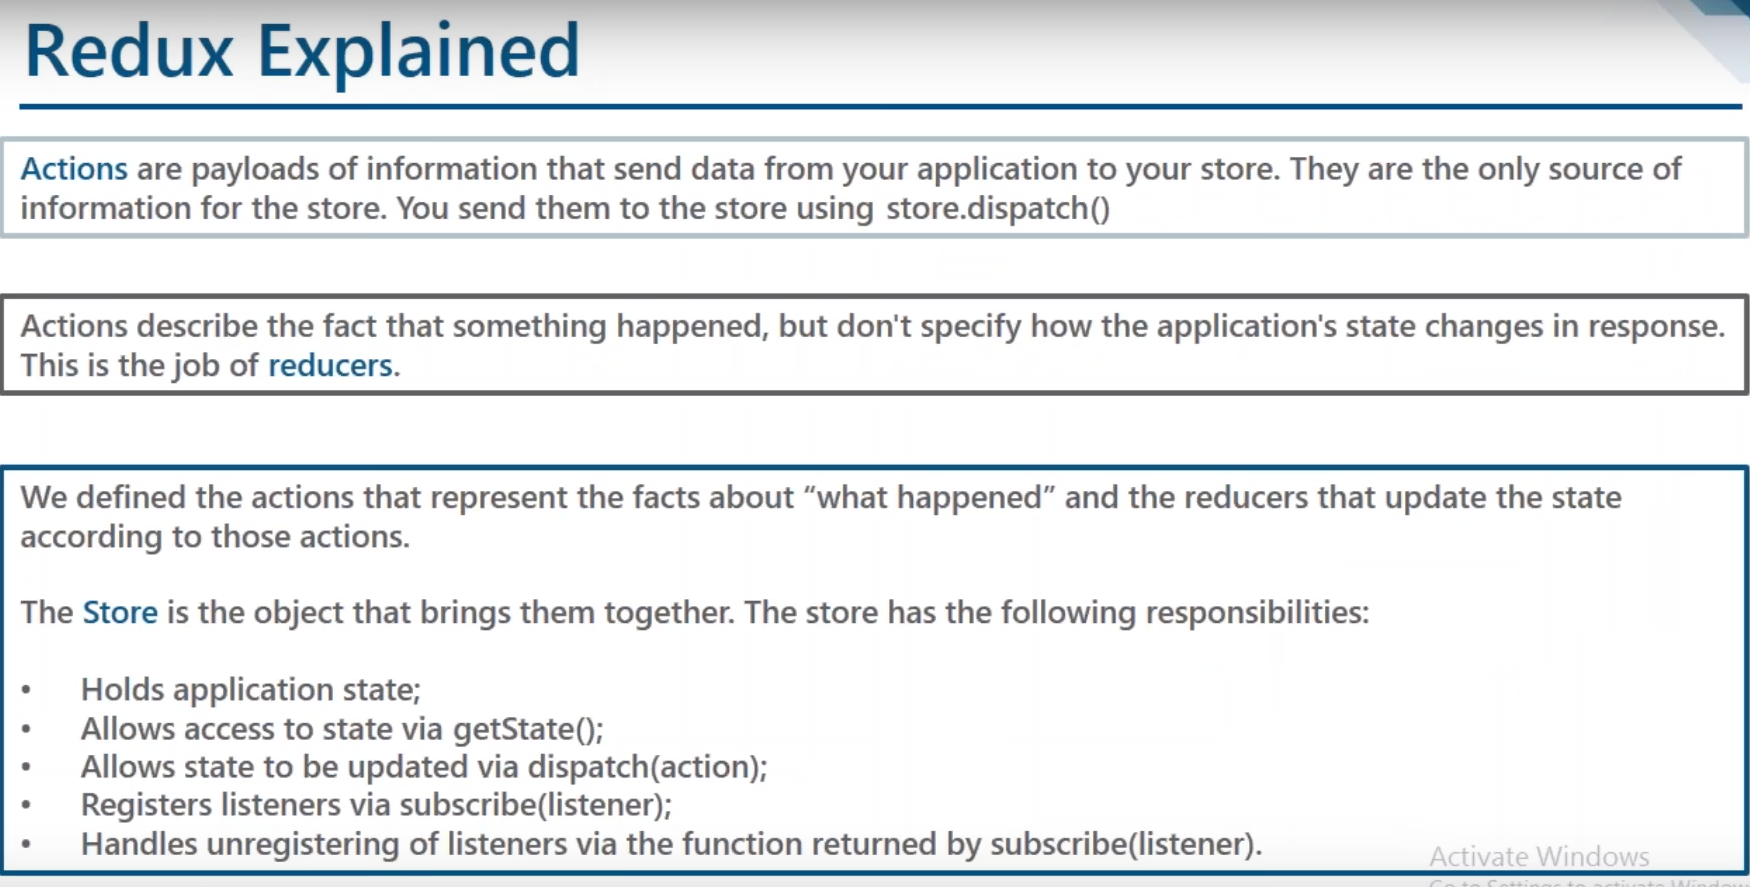 Redux Explained
Actions are payloads of information that send data from your application to your store. They are the only source of
information for the store. You send them to the store using store.dispatch()
Actions describe the fact that something happened, but don't specify how the application's state changes in response.
This is the job of reducers.
We defined the actions that represent the facts about “what happened” and the reducers that update the state
according to those actions.
The Store is the object that brings them together. The store has the following responsibilities:
• Holds application state;
• Allows access to state via getState();
• Allows state to be updated via dispatch(action);
• Registers listeners via subscribe(listener);
• Handles unregistering of listeners via the function returned by subscribe(listener).
Activate Windows
Go to Settings to activate Windows